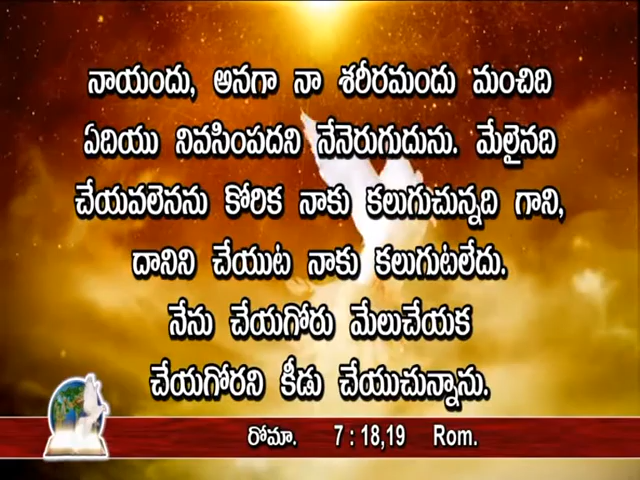 నాయందు, అనగా నా శరీరమందు మంచిది
ఏదియు నివసింపదని నేనెరుగుదును. మేలైనది
చేయవలెనను కోరిక నాకు కలుగుచున్నది గాని,
దానిని చేయుట నాకు కలుగుటలేదు.
నేను చేయగోరు మేలుచేయక
చేయగోరని కీడు చేయుచున్నాను.
రోమా. 7 : 18,19 Rom.